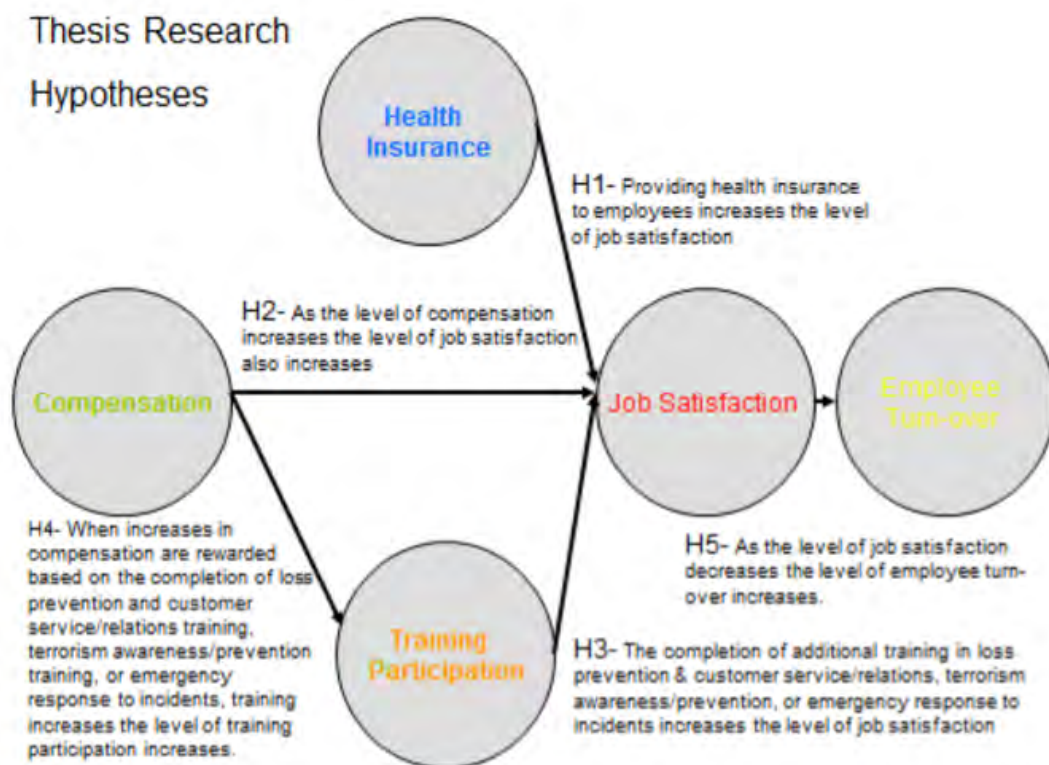 Thesis Research
Hypotheses
Health
Insurance
H1- Providing health insurance
to employees increases the level
of job satisfaction
H2- As the level of compensation
increases the level of job satisfaction
also increases
Compensation
Job Satisfaction
Employee
Turn-over
H4- When increases in
compensation are rewarded
based on the completion of loss
prevention and customer
service/relations training,
terrorism awareness/prevention
training, or emergency
response to incidents, training
increases the level of training
participation increases.
Training
Participation
H5- As the level of job satisfaction
decreases the level of employee turn-
over increases.
H3- The completion of additional training in loss
prevention & customer service/relations, terrorism
awareness/prevention, or emergency response to
incidents increases the level of job satisfaction